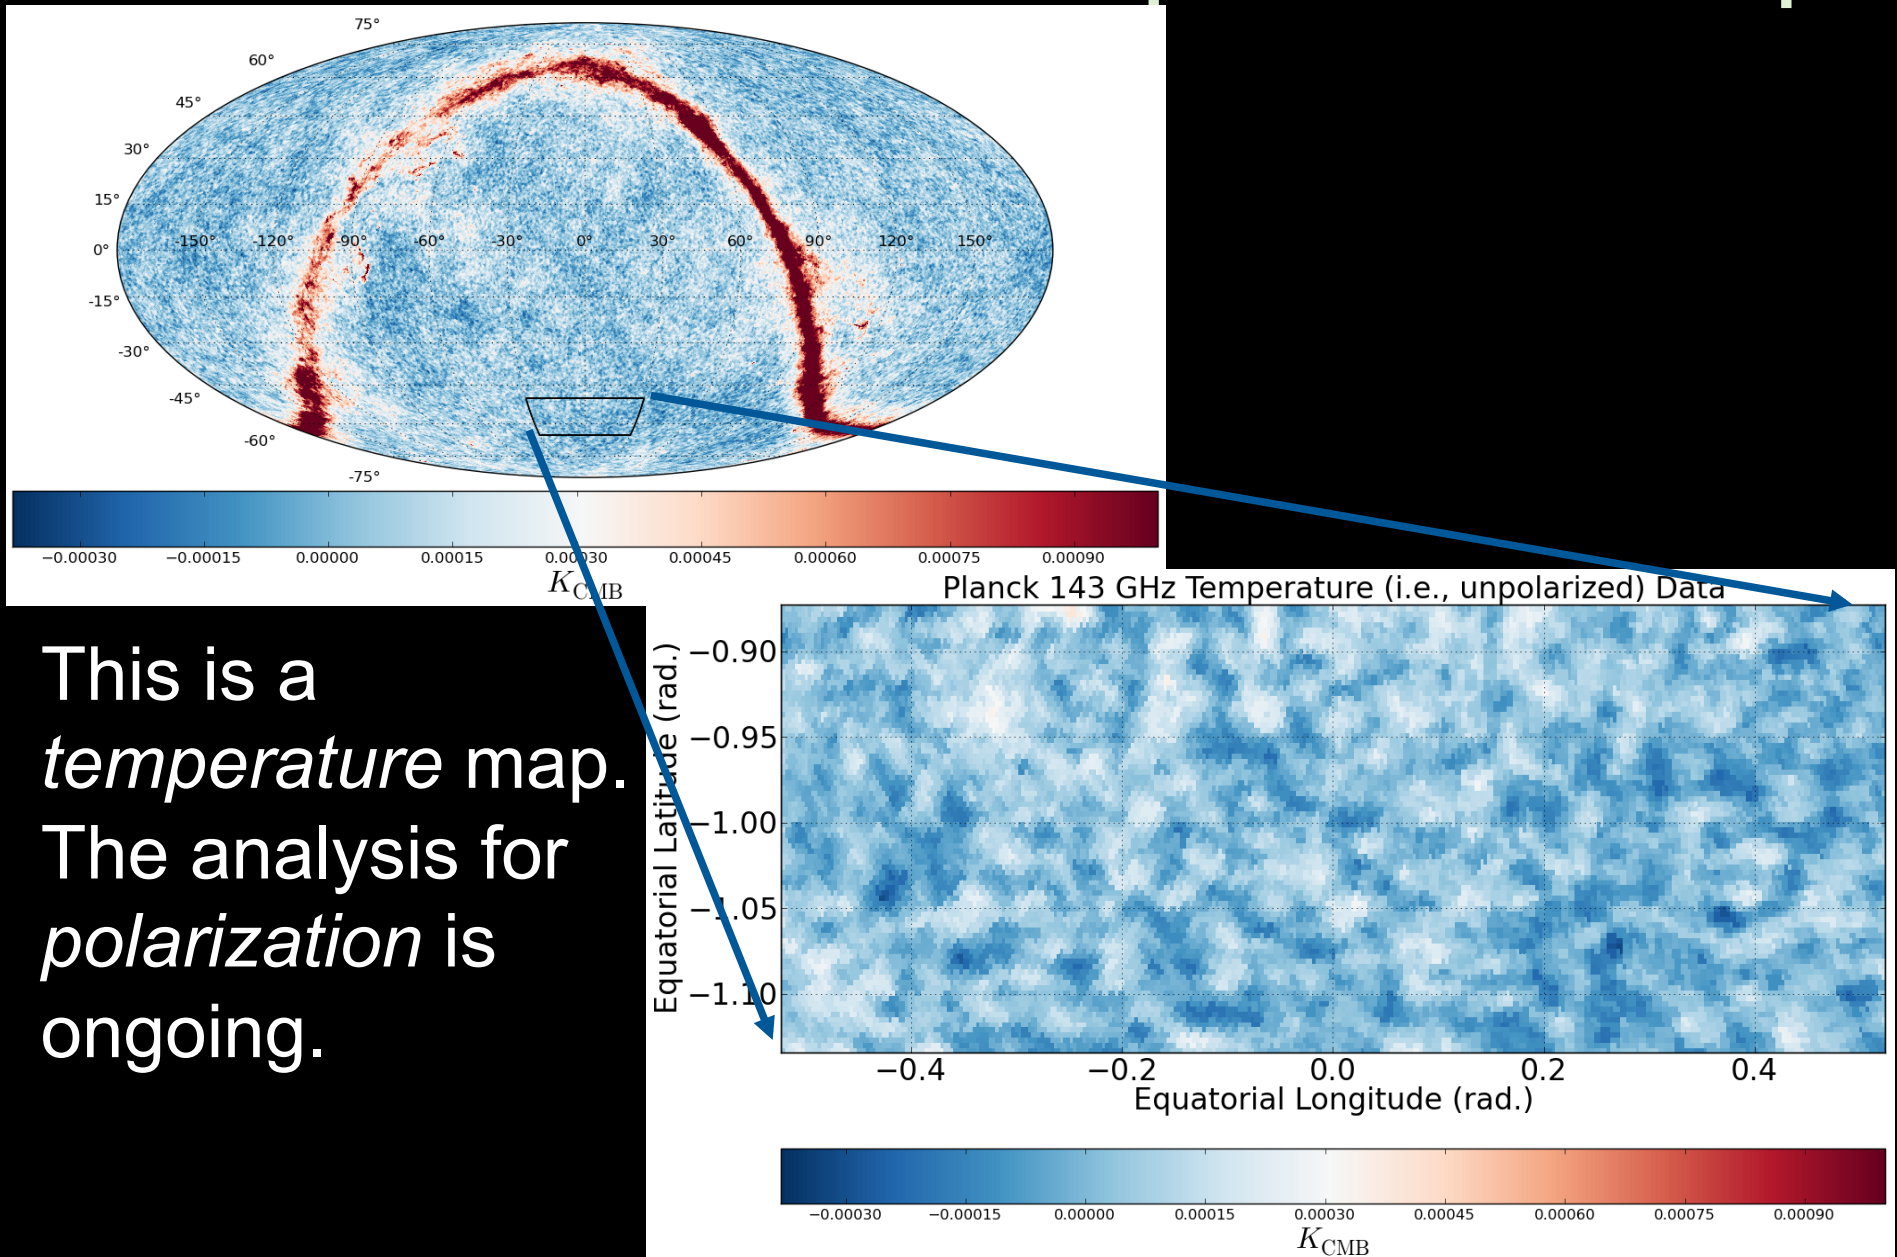 75°
60°
45°
30°
15°
0°
-15°
-30°
-45°
-60°
-75°
-150° -120° -90° -60° -30° 0° 30° 60° 90° 120° 150°
−0.00030 −0.00015 0.00000 0.00015 0.00030 0.00045 0.00060 0.00075 0.00090
K_CMB
This is a
temperature map.
The analysis for
polarization is
ongoing.
Planck 143 GHz Temperature (i.e., unpolarized) Data
Equatorial Latitude (rad.)
−0.90
−0.95
−1.00
−1.05
−1.10
−0.4 −0.2 0.0 0.2 0.4
Equatorial Longitude (rad.)
−0.00030 −0.00015 0.00000 0.00015 0.00030 0.00045 0.00060 0.00075 0.00090
K_CMB